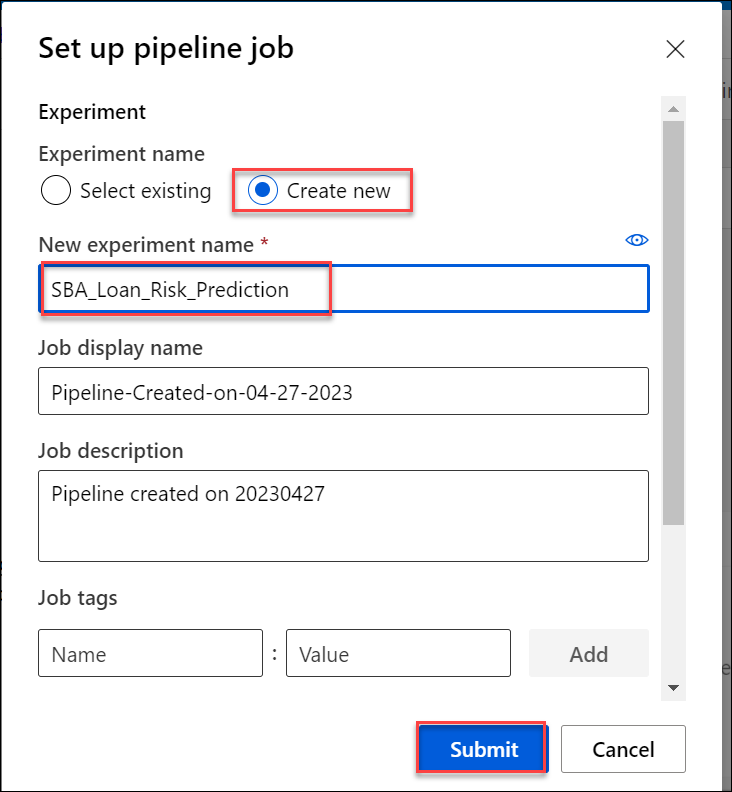 Set up pipeline job
Experiment
Experiment name
Select existing
Create new
New experiment name *
SBA_Loan_Risk_Prediction
Job display name
Pipeline-Created-on-04-27-2023
Job description
Pipeline created on 20230427
Job tags
Name : Value Add
Submit Cancel